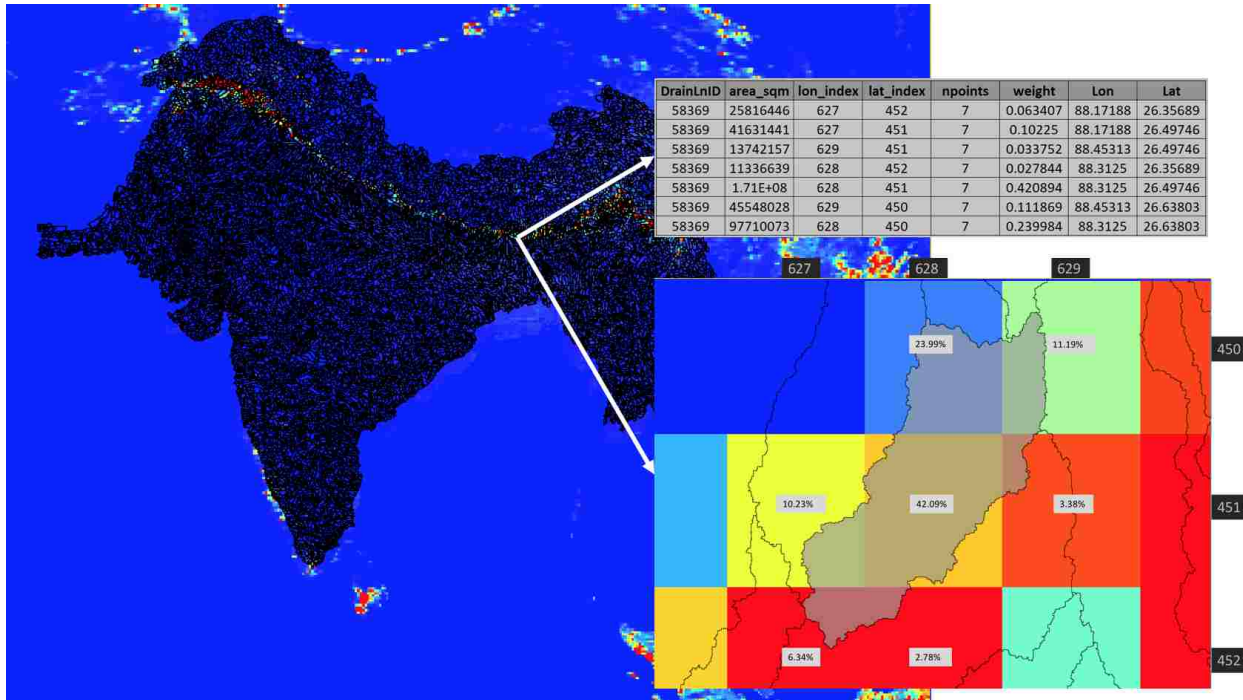 DrainLnID area_sqm lon_index lat_index npoints weight Lon Lat
58369 25816446 627 452 7 0.063407 88.17188 26.35689
58369 41631441 627 451 7 0.10225 88.17188 26.49746
58369 13742157 629 451 7 0.033752 88.45313 26.49746
58369 11336639 628 452 7 0.027844 88.3125 26.35689
58369 1.71E+08 628 451 7 0.420894 88.3125 26.49746
58369 45548028 629 450 7 0.111869 88.45313 26.63803
58369 97710073 628 450 7 0.239984 88.3125 26.63803
627 628 629
23.99% 11.19% 450
10.23% 42.09% 3.38% 451
6.34% 2.78% 452